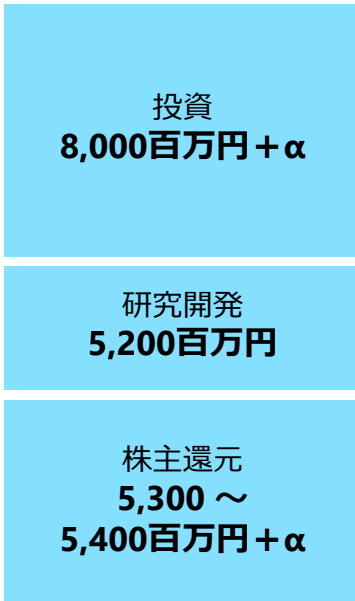 投資
8,000百万円＋α
研究開発
5,200百万円
株主還元
5,300 ～
5,400百万円＋α